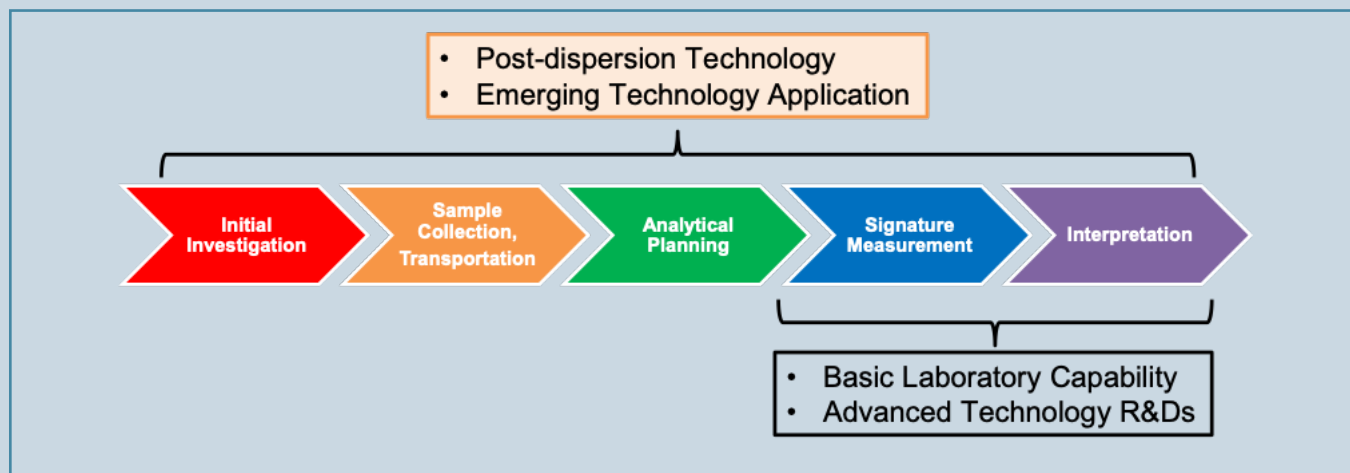 • Post-dispersion Technology
• Emerging Technology Application
Initial
Investigation
Sample
Collection,
Transportation
Analytical
Planning
Signature
Measurement
Interpretation
• Basic Laboratory Capability
• Advanced Technology R&Ds